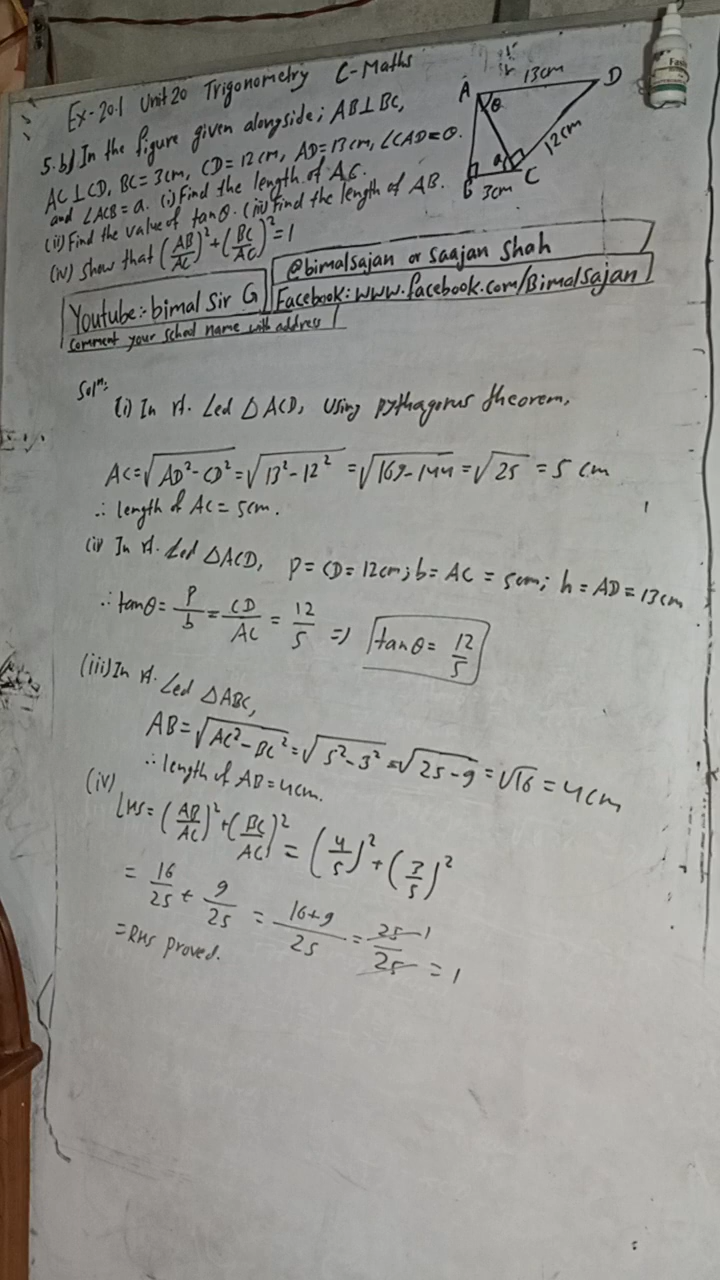 Ex-20.1 Unit 20 Trigonometry C-Maths
5.b) In the figure given alongside; AB⊥BC,
AC⊥CD, BC=3cm, CD=12cm, AD=13cm, ∠CAD=θ.
and ∠ACB=a. (i) Find the length of AC.
(ii) Find the value of tanθ. (iii) Find the length of AB.
(iv) show that (AB/AC)²+(BC/AC)²=1
A
13cm
D
θ
12cm
a
B
3cm
C
Fasle
@bimalsajan or saajan shah
Youtube:- bimal Sir G
Facebook: www.facebook.com/BimalSajan
comment your school name with address
Solⁿ:
(i) In rt. ∠ed △ACD, Using pythagorus theorem,
AC=√AD²-CD²=√13²-12²=√169-144=√25=5 cm
∴ length of AC=5cm.
(ii) In rt. ∠ed △ACD, p=CD=12cm; b=AC=5cm; h=AD=13cm
∴ tanθ=p/b=CD/AC=12/5 ⇒ tanθ=12/5
(iii) In rt. ∠ed △ABC,
AB=√AC²-BC²=√5²-3²=√25-9=√16=4cm
∴ length of AB=4cm.
(iv)
LHS=(AB/AC)²+(BC/AC)²=(4/5)²+(3/5)²
=16/25+9/25=16+9/25=25/25 1=1
=RHS proved.